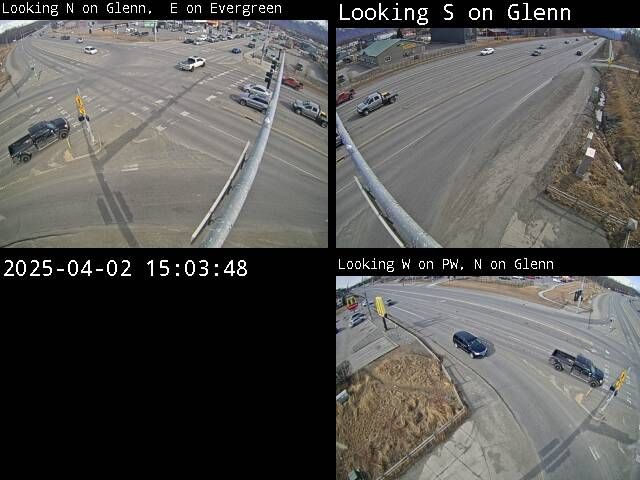 Looking N on Glenn,  E on Evergreen
Looking S on Glenn
2025-04-02 15:03:48
Looking W on PW, N on Glenn